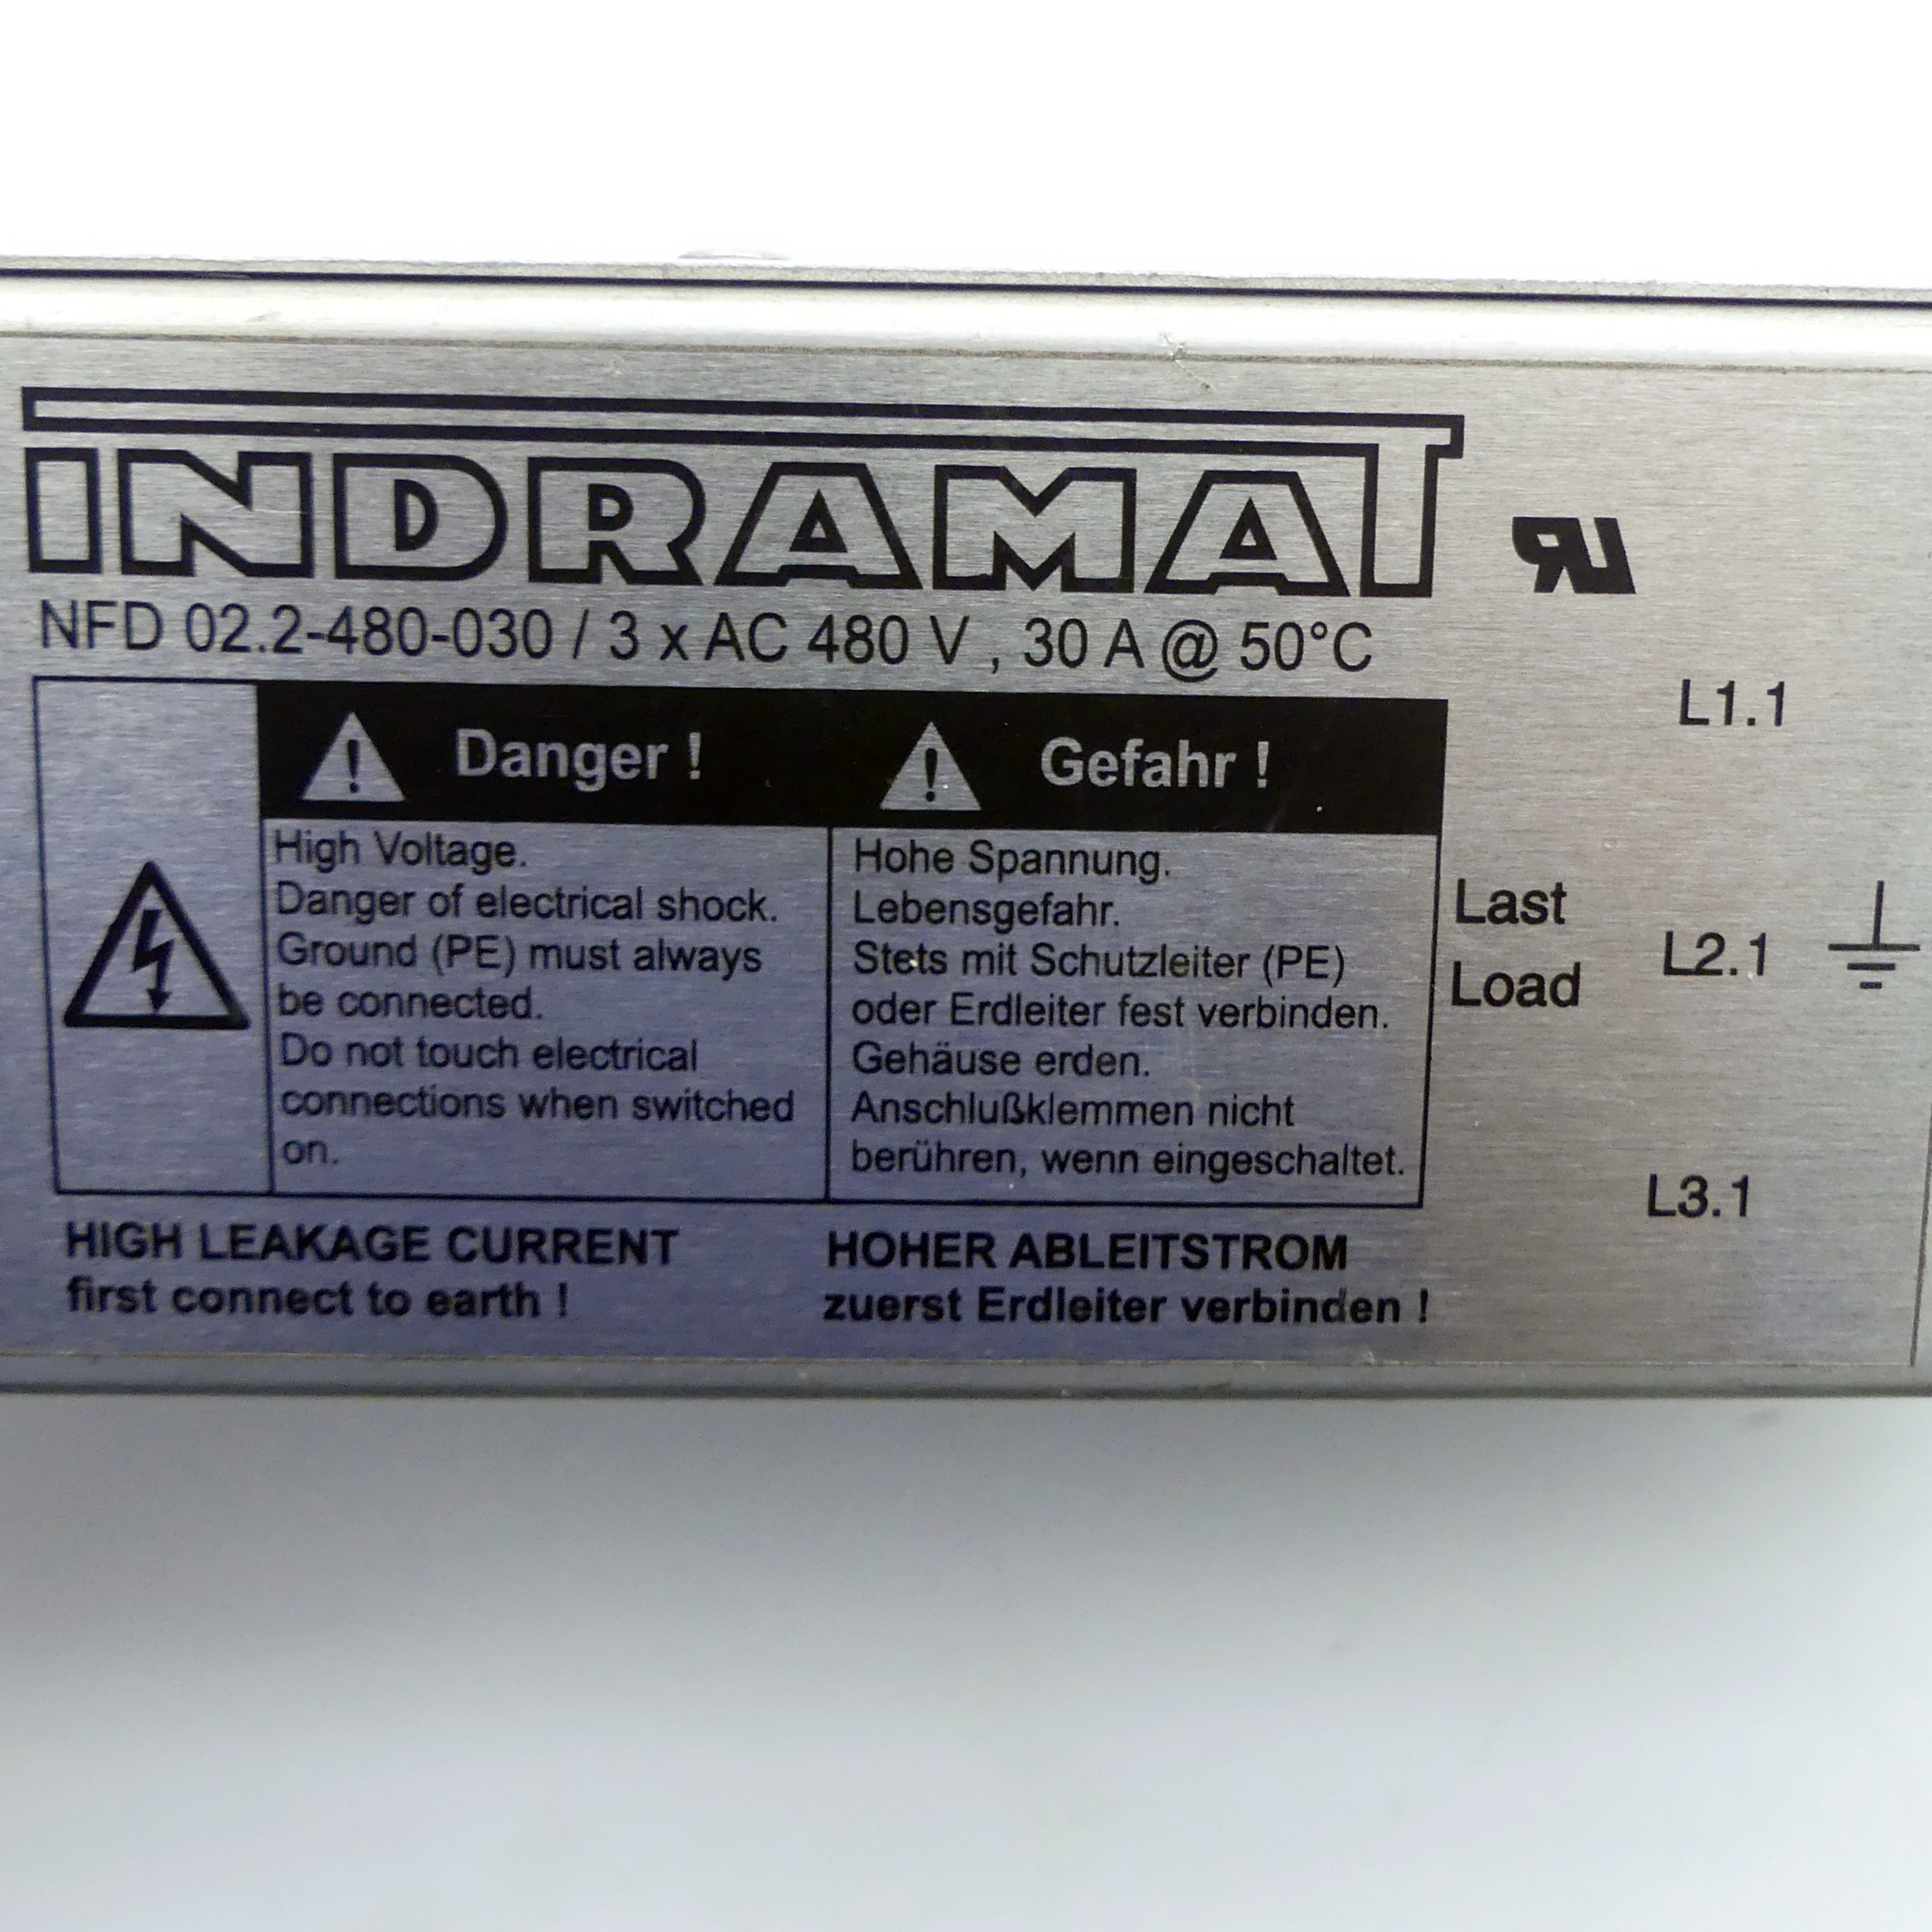 INDRAMAT
NFD 02.2-480-030 / 3 x AC 480 V , 30 A @ 50°C
Danger !
High Voltage.
Danger of electrical shock.
Ground (PE) must always
be connected.
Do not touch electrical
connections when switched
on.
Gefahr !
Hohe Spannung.
Lebensgefahr.
Stets mit Schutzleiter (PE)
oder Erdleiter fest verbinden.
Gehäuse erden.
Anschlußklemmen nicht
berühren, wenn eingeschaltet.
HIGH LEAKAGE CURRENT
first connect to earth !
HOHER ABLEITSTROM
zuerst Erdleiter verbinden !
Last
Load
L1.1
L2.1
L3.1